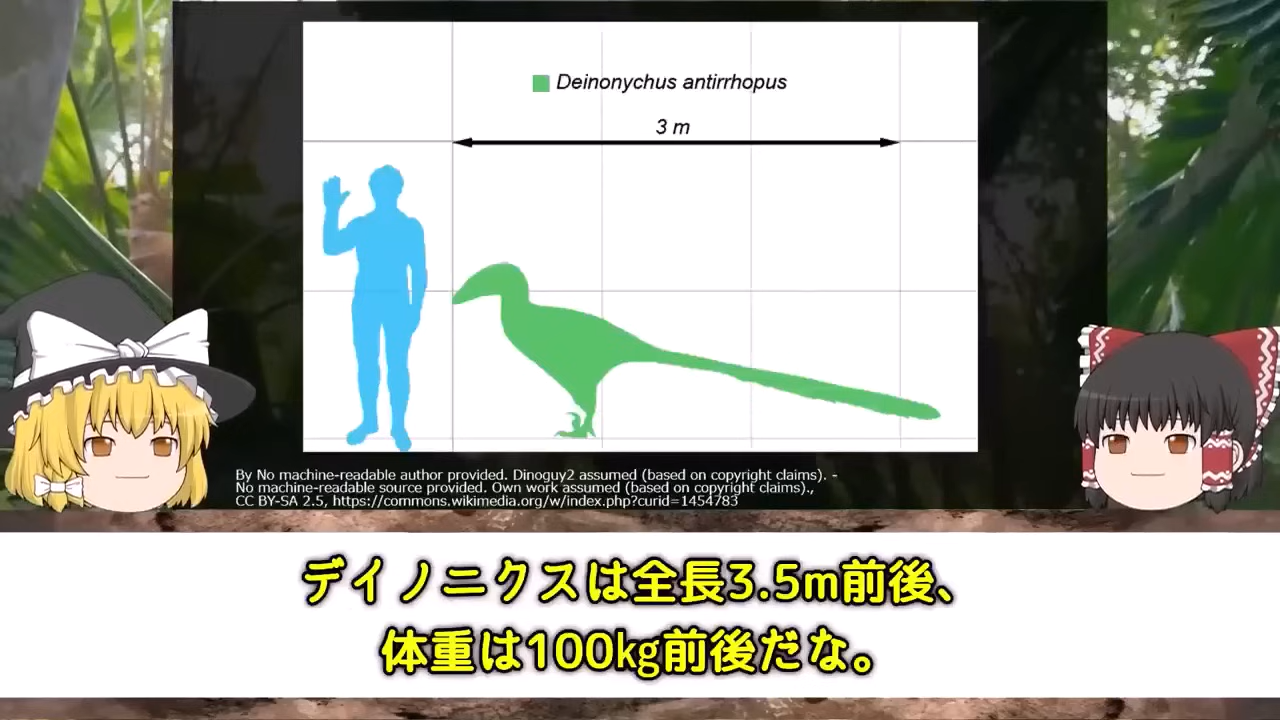 Deinonychus antirrhopus
3 m
By No machine-readable author provided. Dinoguy2 assumed (based on copyright claims). -
No machine-readable source provided. Own work assumed (based on copyright claims).,
CC BY-SA 2.5, https://commons.wikimedia.org/w/index.php?curid=1454783
デイノニクスは全長3.5m前後、
体重は100㎏前後だな。